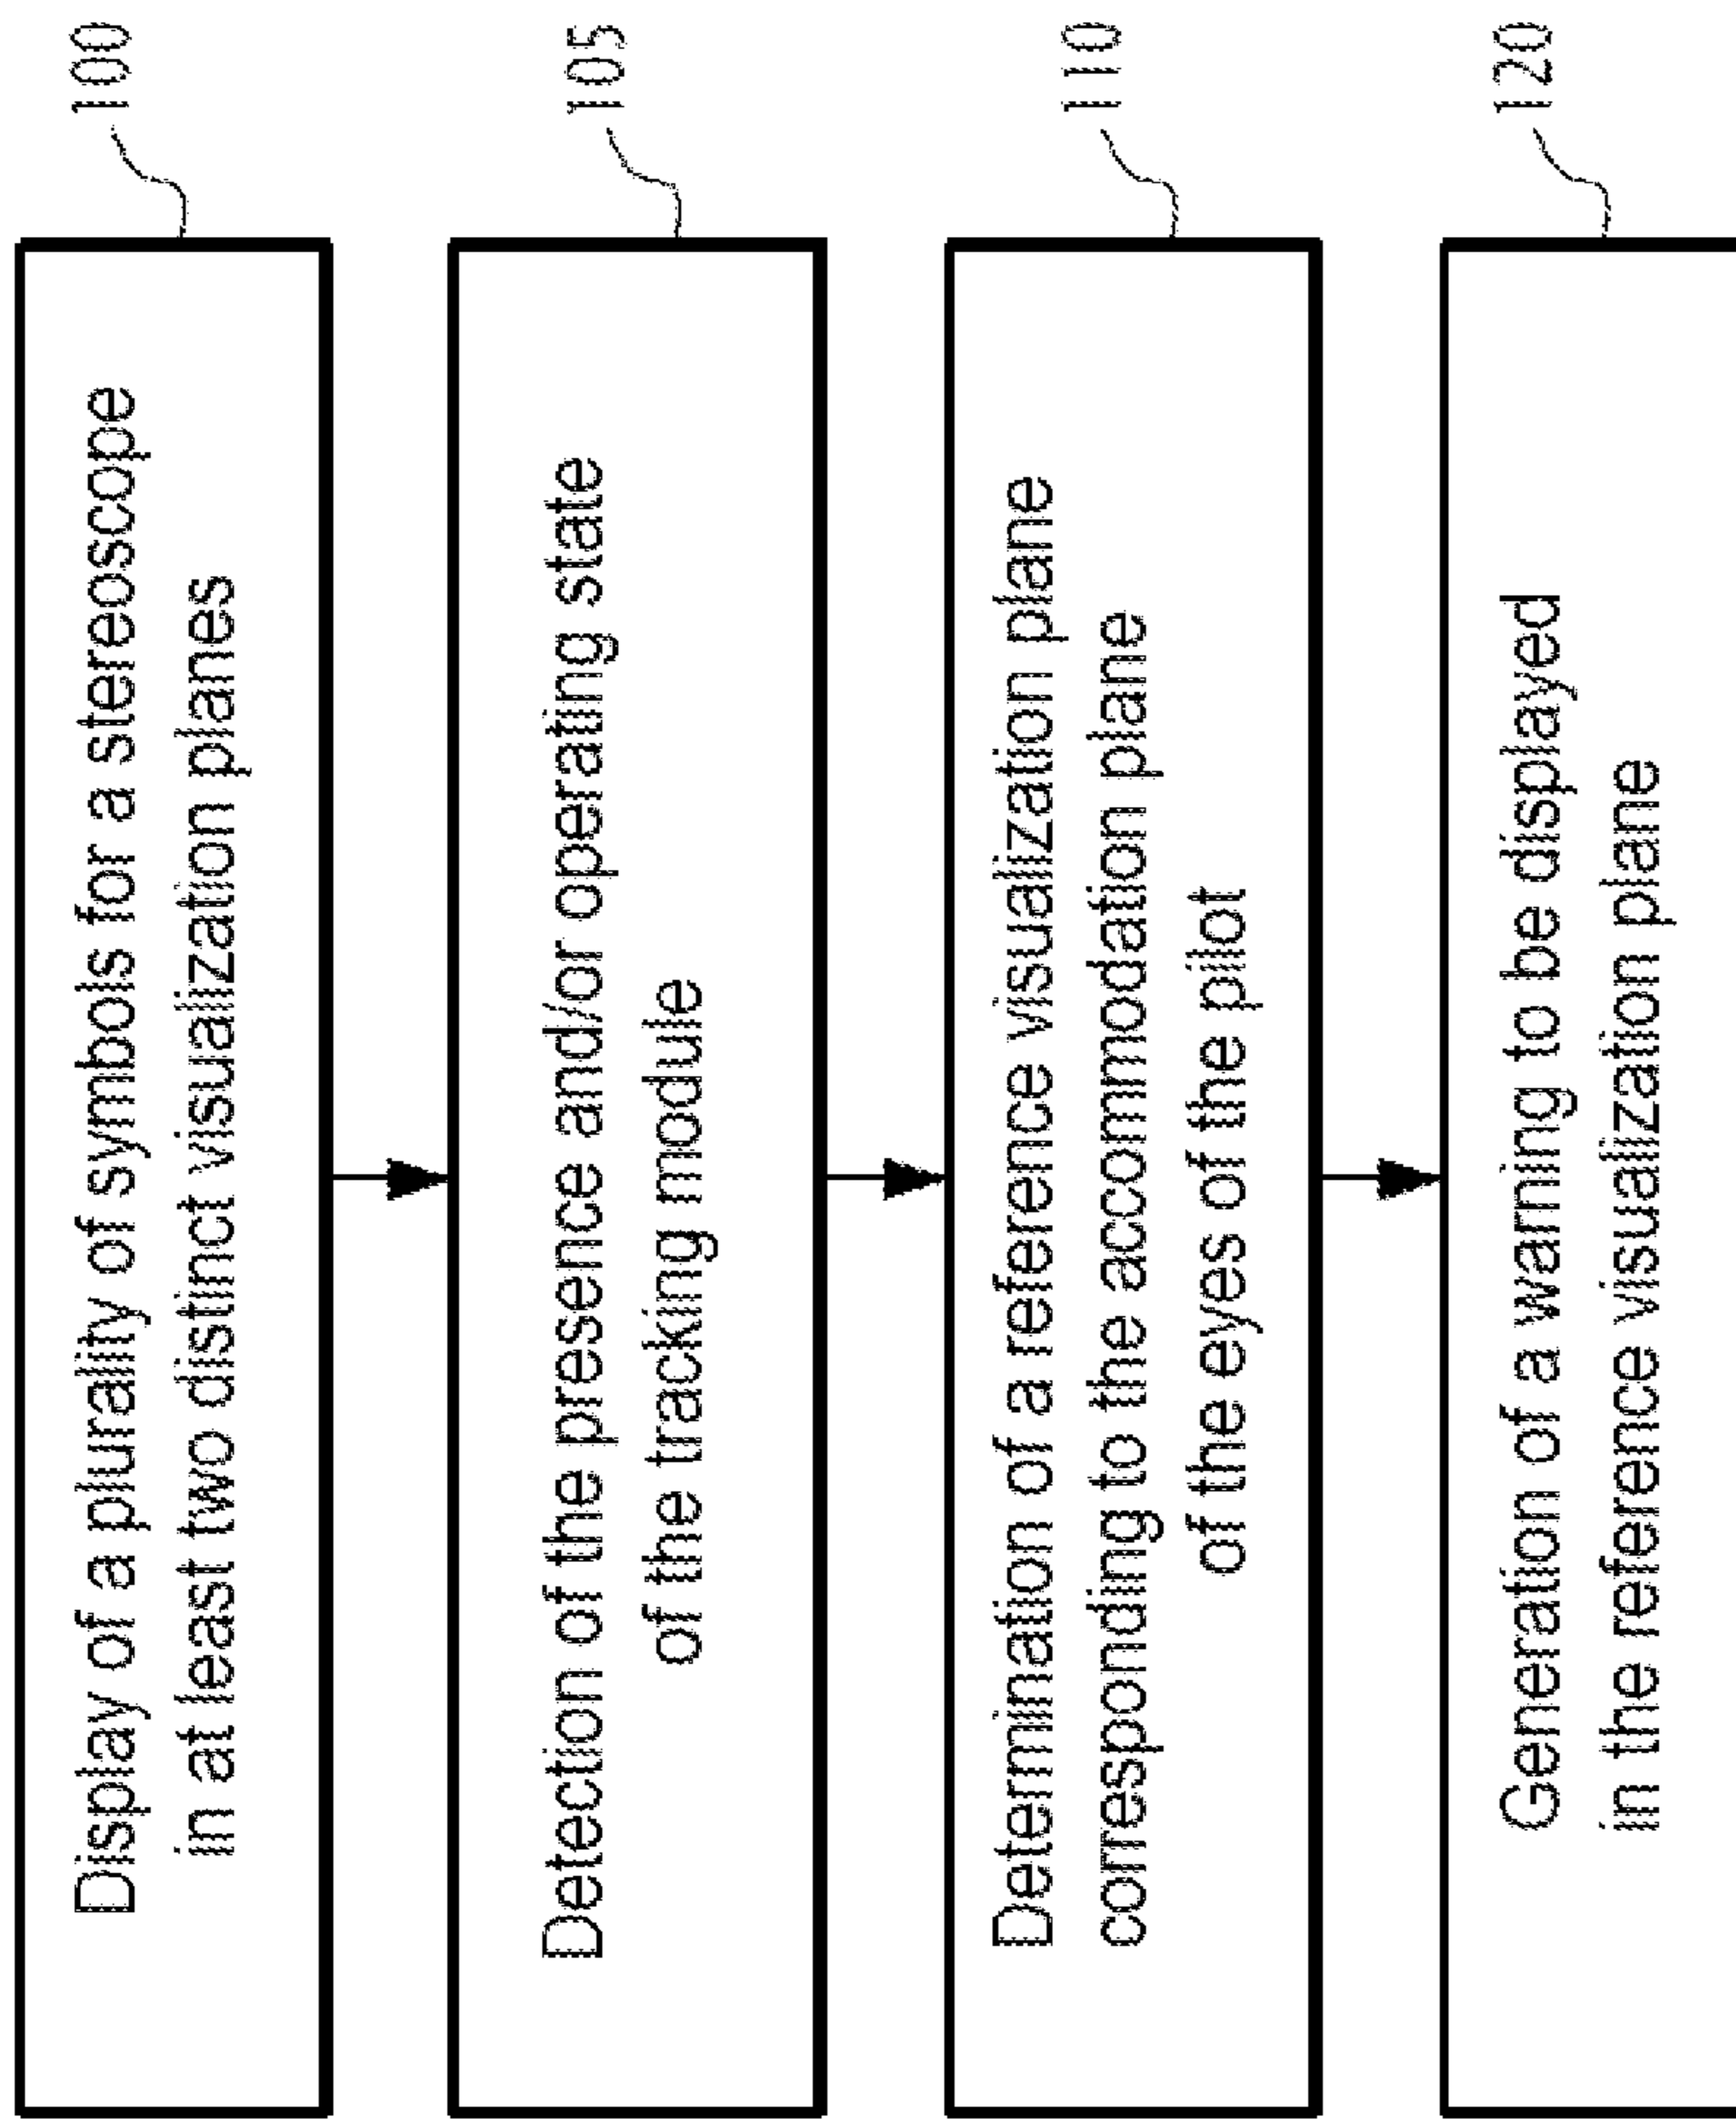 Display of a plurality of symbols for a stereoscope
in at least two distinct visualization planes
100
Detection of the presence and/or operating state
of the tracking module
105
Determination of a reference visualization plane
corresponding to the accommodation plane
of the eyes of the pilot
110
Generation of a warning to be displayed
in the reference visualization plane
120